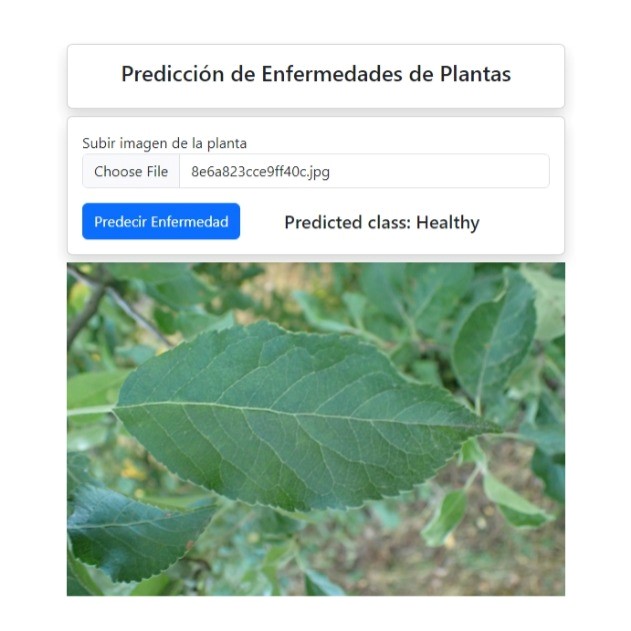 Predicción de Enfermedades de Plantas
Subir imagen de la planta
Choose File 8e6a823cce9ff40c.jpg
Predecir Enfermedad Predicted class: Healthy